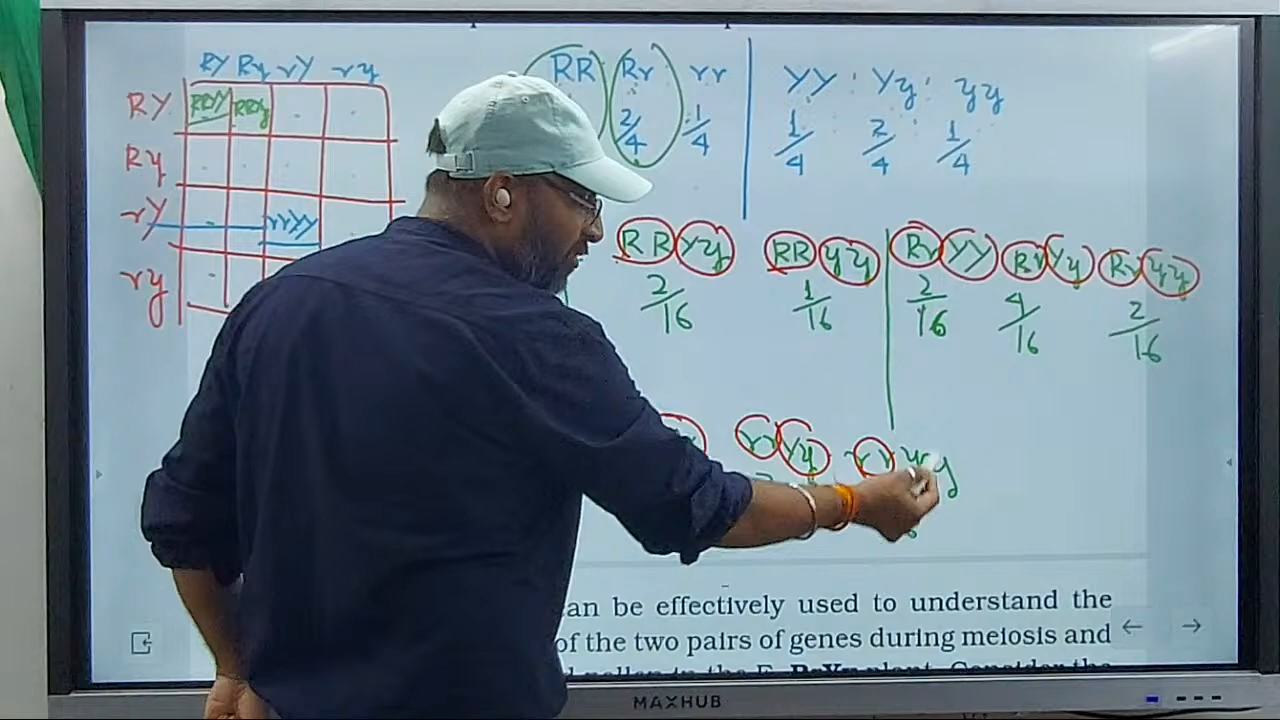 RY Ry rY ry
RY RRYY RRYy
Ry
rY rrYY
ry
RR Rr rr
2/4 1/4
YY : Yy : yy
1/4 2/4 1/4
RRYy RRyy RrYY RrYy Rryy
2/16 1/16 2/16 4/16 2/16
rrYy rr
can be effectively used to understand the
of the two pairs of genes during meiosis and
MAXHUB